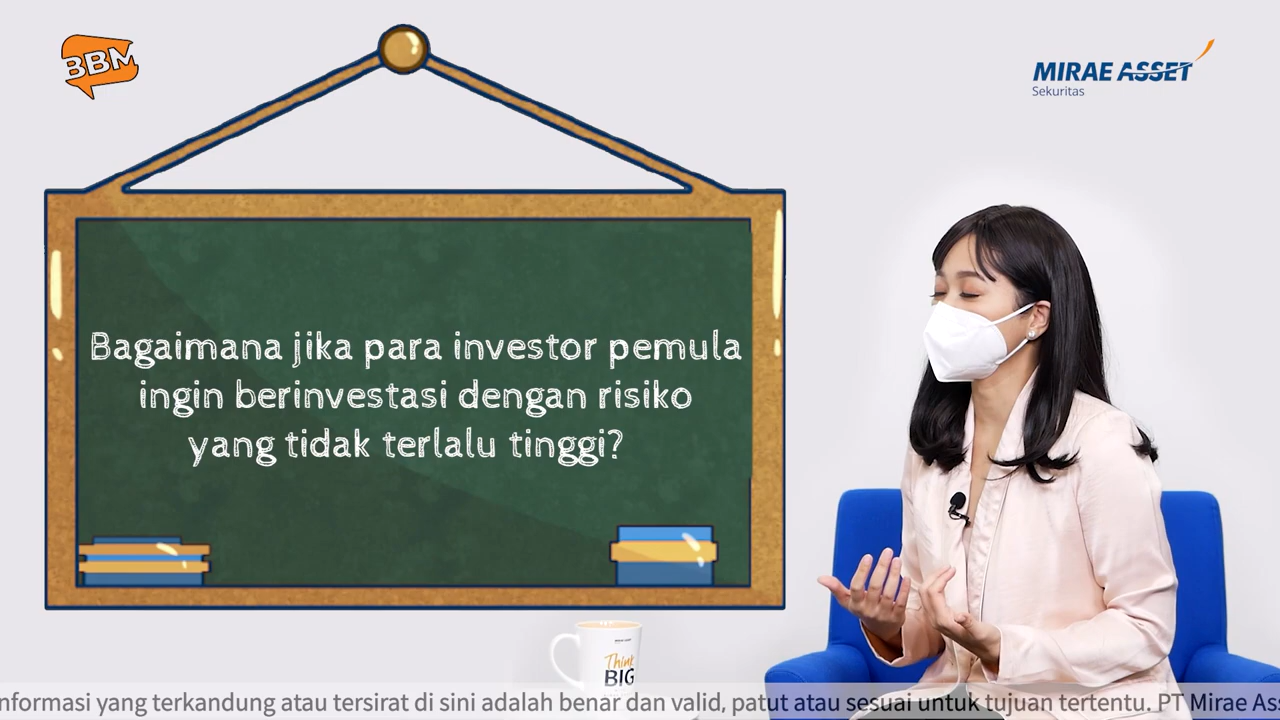 BBM
MIRAE ASSET
Sekuritas
Bagaimana jika para investor pemula
ingin berinvestasi dengan risiko
yang tidak terlalu tinggi?
MIRAE ASSET
Think
BIG
nformasi yang terkandung atau tersirat di sini adalah benar dan valid, patut atau sesuai untuk tujuan tertentu. PT Mirae As